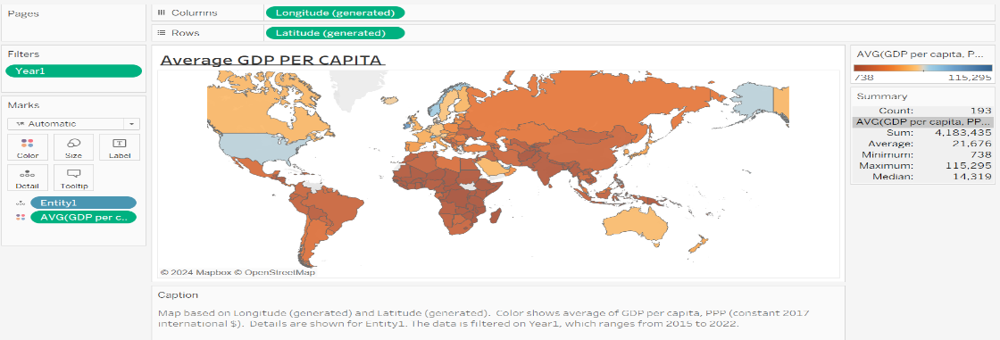 Pages
Columns
Longitude (generated)
Rows
Latitude (generated)
Filters
Year1
Marks
Automatic
Color
Size
Label
Detail
Tooltip
Entity1
AVG(GDP per c..
Average GDP PER CAPITA
© 2024 Mapbox © OpenStreetMap
Caption
Map based on Longitude (generated) and Latitude (generated). Color shows average of GDP per capita, PPP (constant 2017
international $). Details are shown for Entity1. The data is filtered on Year1, which ranges from 2015 to 2022.
AVG(GDP per capita, P...
738 115,295
Summary
Count: 193
AVG(GDP per capita, PP...
Sum: 4,183,435
Average: 21,676
Minimum: 738
Maximum: 115,295
Median: 14,319